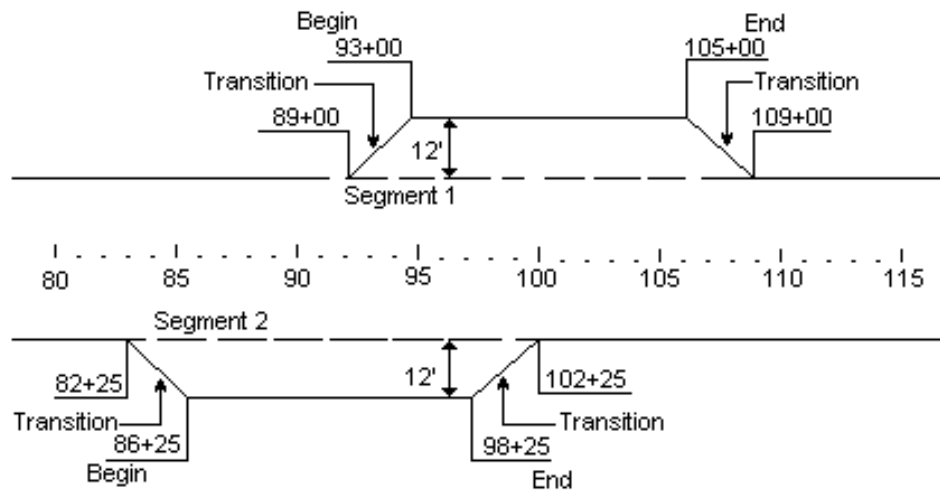 Begin End
93+00 105+00
Transition Transition
89+00 109+00
12'
Segment 1
80 85 90 95 100 105 110 115
Segment 2
12'
82+25 102+25
Transition Transition
86+25 98+25
Begin End